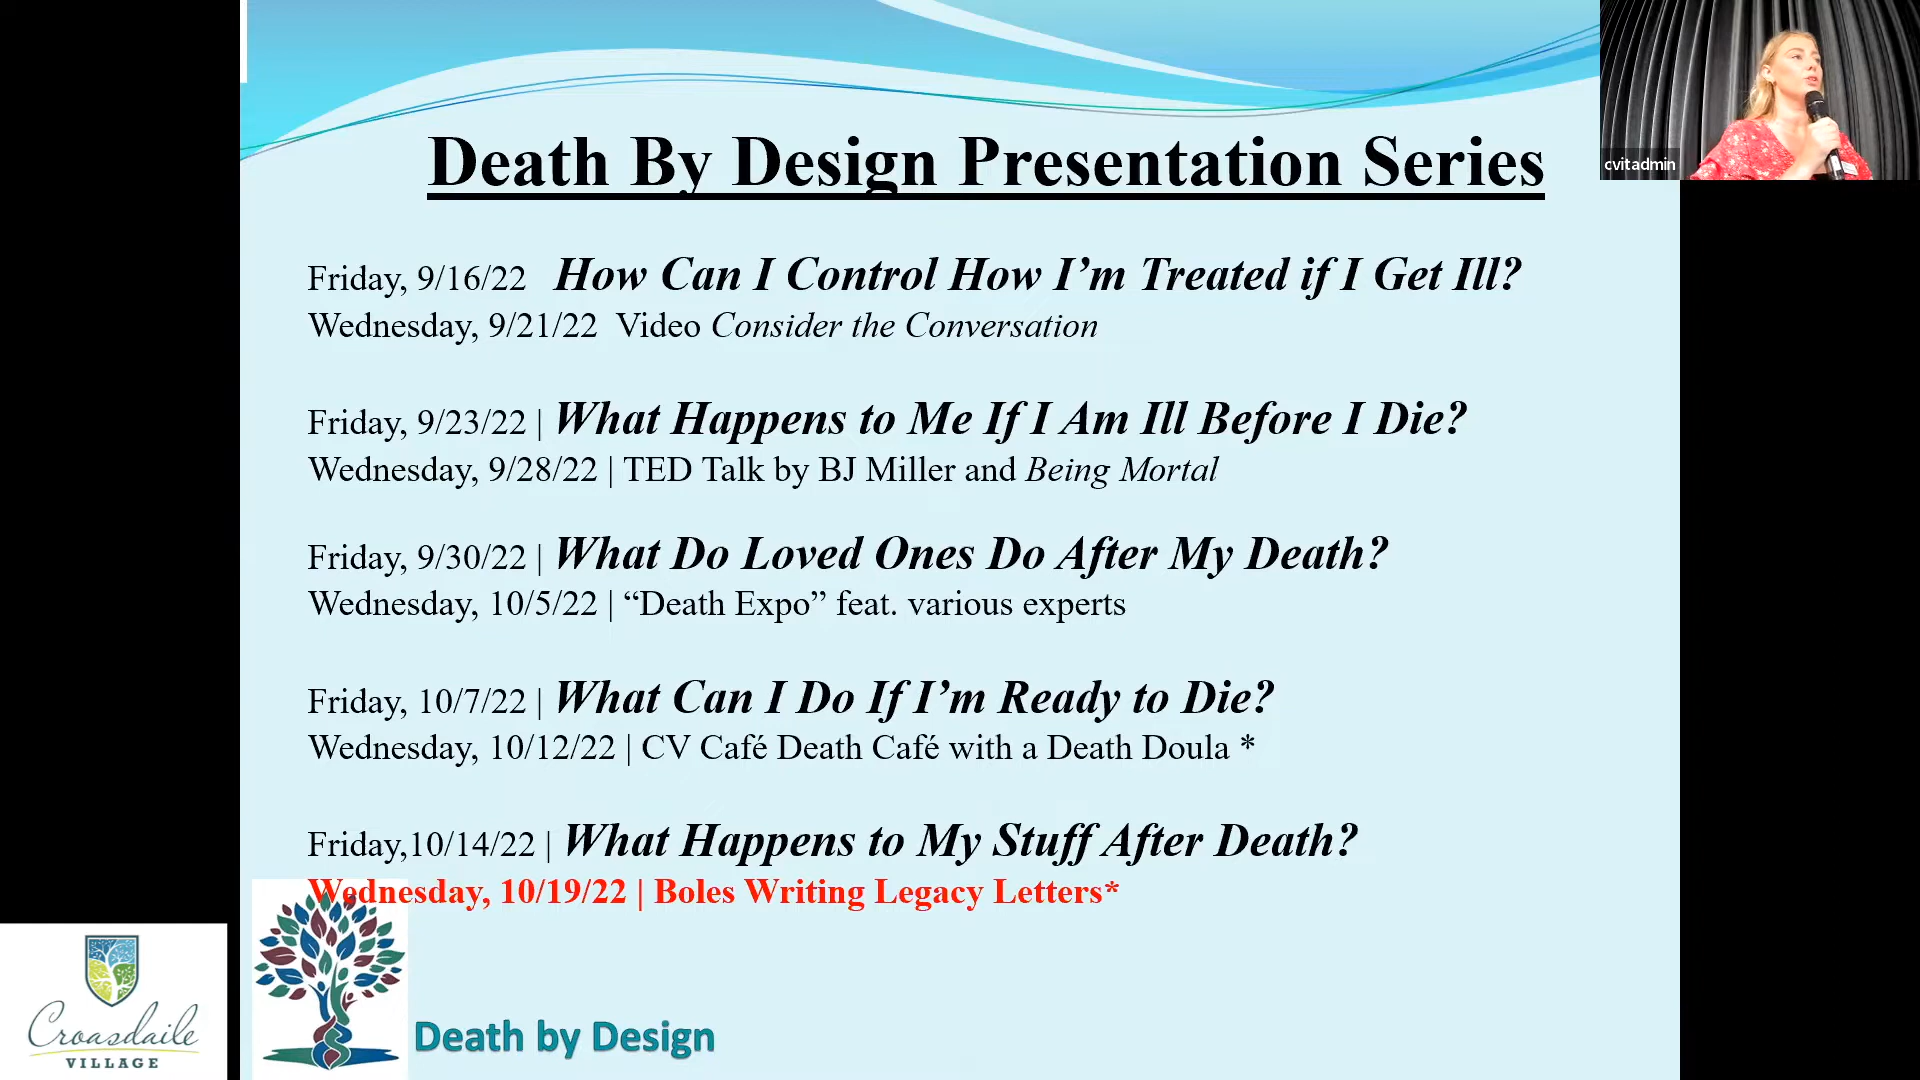 Death By Design Presentation Series
cvitadmin
Friday, 9/16/22 How Can I Control How I’m Treated if I Get Ill?
Wednesday, 9/21/22 Video Consider the Conversation
Friday, 9/23/22 | What Happens to Me If I Am Ill Before I Die?
Wednesday, 9/28/22 | TED Talk by BJ Miller and Being Mortal
Friday, 9/30/22 | What Do Loved Ones Do After My Death?
Wednesday, 10/5/22 | “Death Expo” feat. various experts
Friday, 10/7/22 | What Can I Do If I’m Ready to Die?
Wednesday, 10/12/22 | CV Café Death Café with a Death Doula *
Friday,10/14/22 | What Happens to My Stuff After Death?
Wednesday, 10/19/22 | Boles Writing Legacy Letters*
Croasdaile
VILLAGE
Death by Design